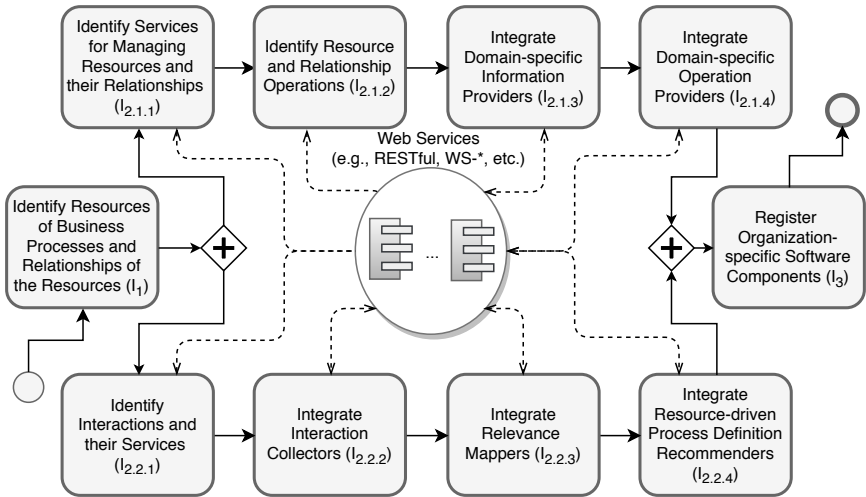 Identify Services
for Managing
Resources and
their Relationships
(I2.1.1)
Identify Resource
and Relationship
Operations (I2.1.2)
Integrate
Domain-specific
Information
Providers (I2.1.3)
Integrate
Domain-specific
Operation
Providers (I2.1.4)
Web Services
(e.g., RESTful, WS-*, etc.)
Identify Resources
of Business
Processes and
Relationships of
the Resources (I1)
...
Register
Organization-
specific Software
Components (I3)
Identify
Interactions and
their Services
(I2.2.1)
Integrate
Interaction
Collectors (I2.2.2)
Integrate
Relevance
Mappers (I2.2.3)
Integrate
Resource-driven
Process Definition
Recommenders
(I2.2.4)